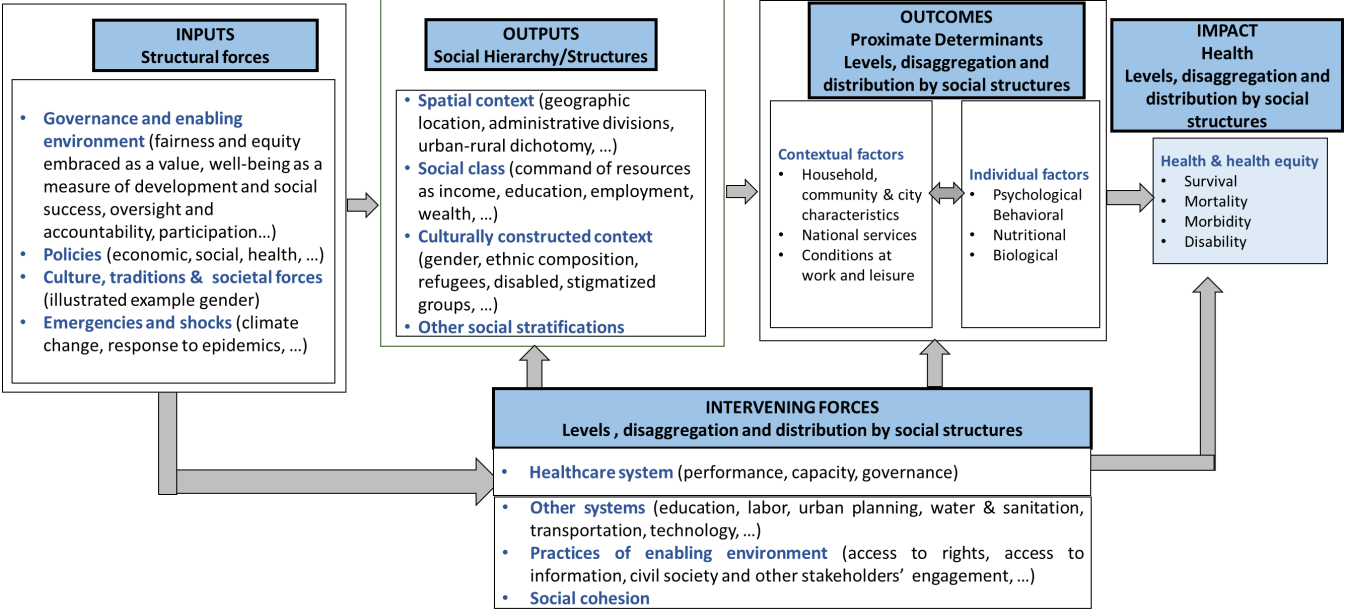 INPUTS
Structural forces
• Governance and enabling
environment (fairness and equity
embraced as a value, well-being as a
measure of development and social
success, oversight and
accountability, participation...)
• Policies (economic, social, health, ...)
• Culture, traditions & societal forces
(illustrated example gender)
• Emergencies and shocks (climate
change, response to epidemics, ...)
OUTPUTS
Social Hierarchy/Structures
• Spatial context (geographic
location, administrative divisions,
urban-rural dichotomy, ...)
• Social class (command of resources
as income, education, employment,
wealth, ...)
• Culturally constructed context
(gender, ethnic composition,
refugees, disabled, stigmatized
groups, ...)
• Other social stratifications
OUTCOMES
Proximate Determinants
Levels, disaggregation and
distribution by social structures
Contextual factors
• Household,
community & city
characteristics
• National services
• Conditions at
work and leisure
Individual factors
• Psychological
Behavioral
• Nutritional
• Biological
IMPACT
Health
Levels, disaggregation and
distribution by social
structures
Health & health equity
• Survival
• Mortality
• Morbidity
• Disability
INTERVENING FORCES
Levels , disaggregation and distribution by social structures
• Healthcare system (performance, capacity, governance)
• Other systems (education, labor, urban planning, water & sanitation,
transportation, technology, ...)
• Practices of enabling environment (access to rights, access to
information, civil society and other stakeholders’ engagement, ...)
• Social cohesion